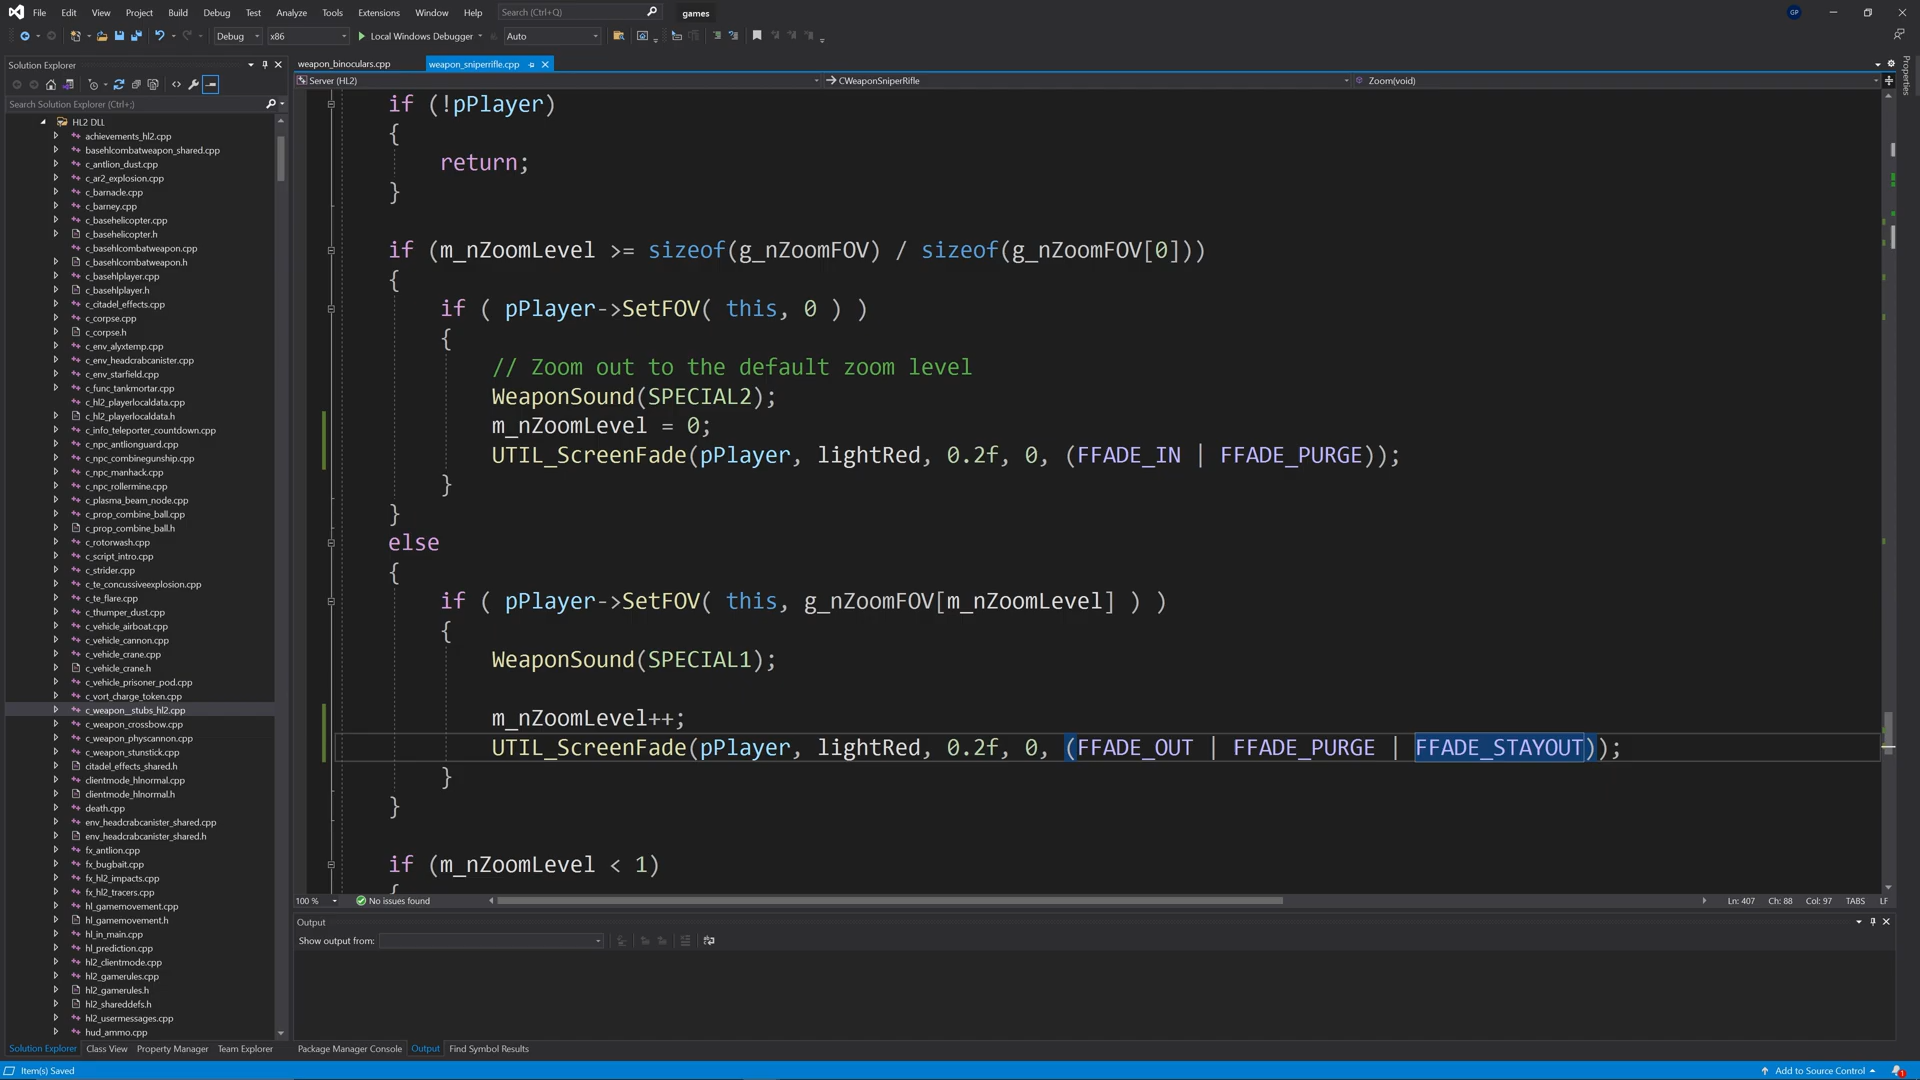 File Edit View Project Build Debug Test Analyze Tools Extensions Window Help Search (Ctrl+Q) games GP
Debug x86 Local Windows Debugger Auto
Solution Explorer
Search Solution Explorer (Ctrl+;)
HL2 DLL
achievements_hl2.cpp
basehlcombatweapon_shared.cpp
c_antlion_dust.cpp
c_ar2_explosion.cpp
c_barnacle.cpp
c_barney.cpp
c_basehelicopter.cpp
c_basehelicopter.h
c_basehlcombatweapon.cpp
c_basehlcombatweapon.h
c_basehlplayer.cpp
c_basehlplayer.h
c_citadel_effects.cpp
c_corpse.cpp
c_corpse.h
c_env_alyxtemp.cpp
c_env_headcrabcanister.cpp
c_env_starfield.cpp
c_func_tankmortar.cpp
c_hl2_playerlocaldata.cpp
c_hl2_playerlocaldata.h
c_info_teleporter_countdown.cpp
c_npc_antlionguard.cpp
c_npc_combinegunship.cpp
c_npc_manhack.cpp
c_npc_rollermine.cpp
c_plasma_beam_node.cpp
c_prop_combine_ball.cpp
c_prop_combine_ball.h
c_rotorwash.cpp
c_script_intro.cpp
c_strider.cpp
c_te_concussiveexplosion.cpp
c_te_flare.cpp
c_thumper_dust.cpp
c_vehicle_airboat.cpp
c_vehicle_cannon.cpp
c_vehicle_crane.cpp
c_vehicle_crane.h
c_vehicle_prisoner_pod.cpp
c_vort_charge_token.cpp
c_weapon__stubs_hl2.cpp
c_weapon_crossbow.cpp
c_weapon_physcannon.cpp
c_weapon_stunstick.cpp
citadel_effects_shared.h
clientmode_hlnormal.cpp
clientmode_hlnormal.h
death.cpp
env_headcrabcanister_shared.cpp
env_headcrabcanister_shared.h
fx_antlion.cpp
fx_bugbait.cpp
fx_hl2_impacts.cpp
fx_hl2_tracers.cpp
hl_gamemovement.cpp
hl_gamemovement.h
hl_in_main.cpp
hl_prediction.cpp
hl2_clientmode.cpp
hl2_gamerules.cpp
hl2_gamerules.h
hl2_shareddefs.h
hl2_usermessages.cpp
hud_ammo.cpp
Solution Explorer Class View Property Manager Team Explorer
weapon_binoculars.cpp weapon_sniperrifle.cpp
Server (HL2) CWeaponSniperRifle Zoom(void)
Properties
if (!pPlayer)
{
return;
}
if (m_nZoomLevel >= sizeof(g_nZoomFOV) / sizeof(g_nZoomFOV[0]))
{
if ( pPlayer->SetFOV( this, 0 ) )
{
// Zoom out to the default zoom level
WeaponSound(SPECIAL2);
m_nZoomLevel = 0;
UTIL_ScreenFade(pPlayer, lightRed, 0.2f, 0, (FFADE_IN | FFADE_PURGE));
}
}
else
{
if ( pPlayer->SetFOV( this, g_nZoomFOV[m_nZoomLevel] ) )
{
WeaponSound(SPECIAL1);
m_nZoomLevel++;
UTIL_ScreenFade(pPlayer, lightRed, 0.2f, 0, (FFADE_OUT | FFADE_PURGE | FFADE_STAYOUT));
}
}
if (m_nZoomLevel < 1)
{
100 % No issues found Ln: 407 Ch: 88 Col: 97 TABS LF
Output
Show output from:
Package Manager Console Output Find Symbol Results
Item(s) Saved Add to Source Control 1